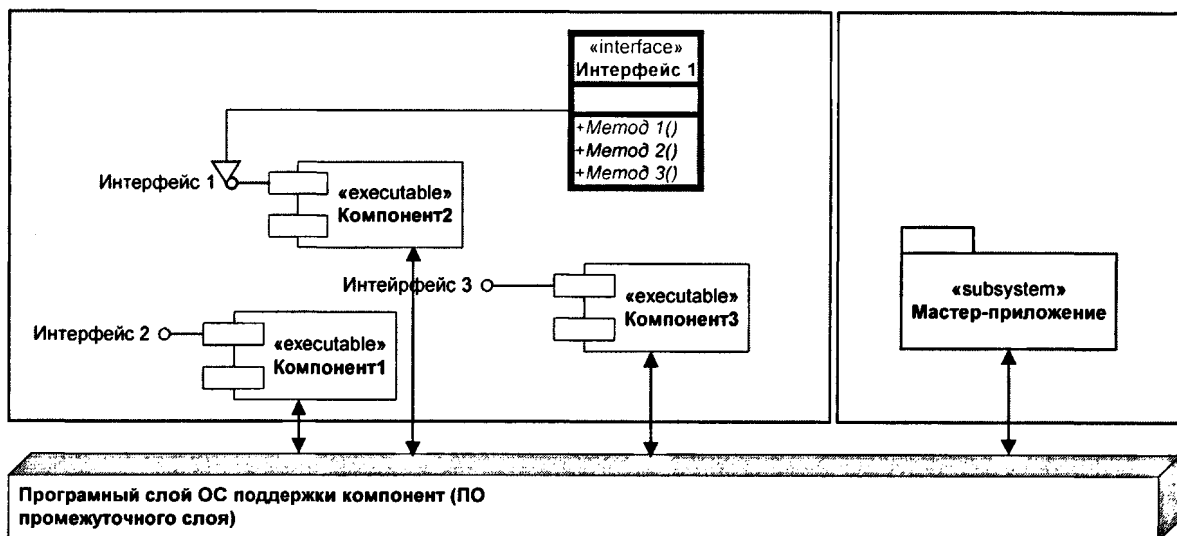 «interface»
Интерфейс 1
+Метод 1()
+Метод 2()
+Метод 3()
Интерфейс 1
«executable»
Компонент2
Интейрфейс 3
«executable»
Компонент3
Интерфейс 2
«executable»
Компонент1
«subsystem»
Мастер-приложение
Програмный слой ОС поддержки компонент (ПО
промежуточного слоя)